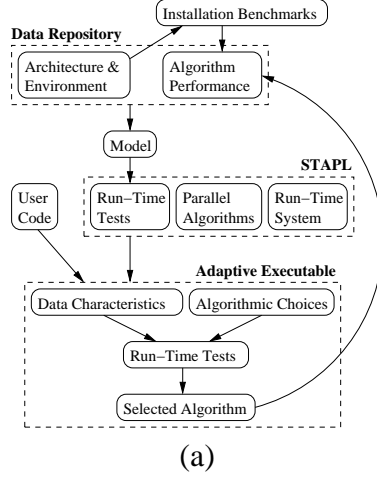 Installation Benchmarks
Data Repository
Architecture &
Environment
Algorithm
Performance
Model
STAPL
User
Code
Run−Time
Tests
Parallel
Algorithms
Run−Time
System
Adaptive Executable
Data Characteristics
Algorithmic Choices
Run−Time Tests
Selected Algorithm
(a)